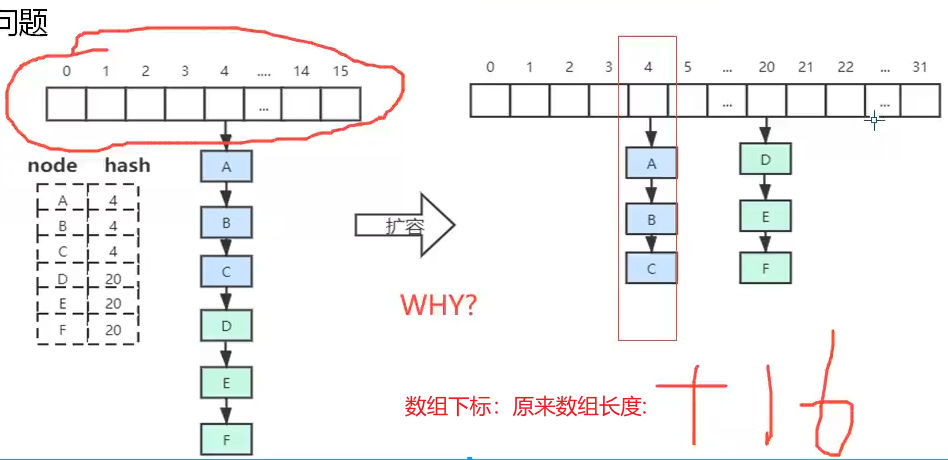 问题
0 1 2 3 4 .... 14 15
...
node hash
A 4
B 4
C 4
D 20
E 20
F 20
A
B
C
D
E
F
扩容
WHY?
0 1 2 3 4 5 ... 20 21 22 ... 31
... ...
A
B
C
D
E
F
数组下标：原来数组长度:
+16